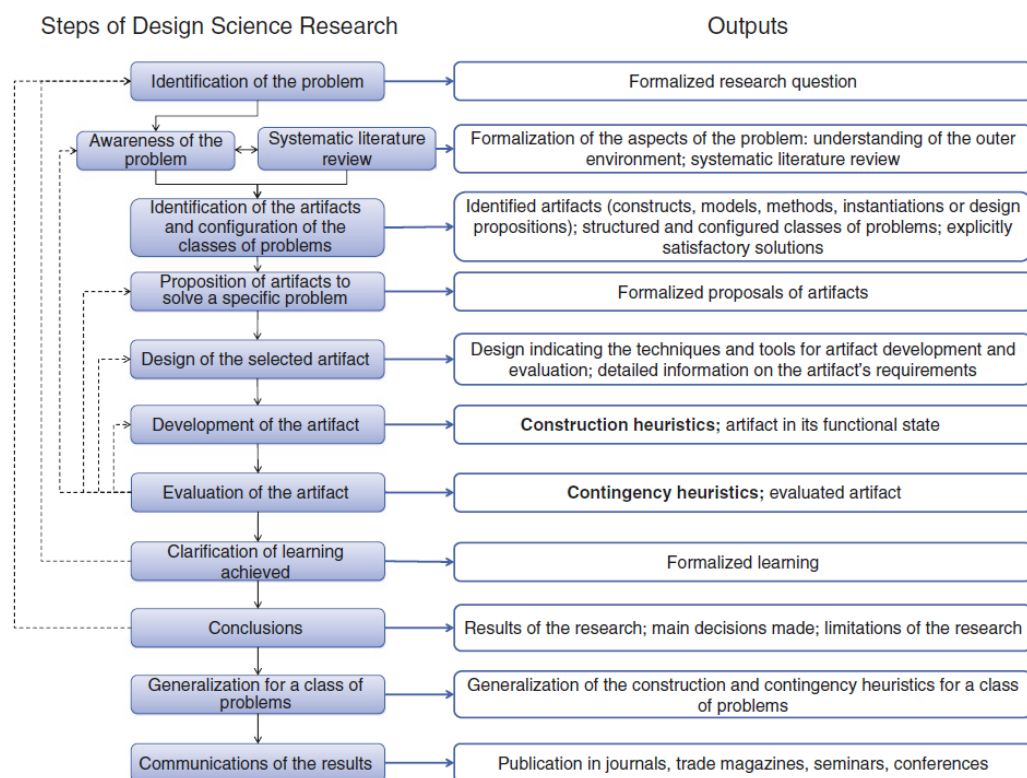 Steps of Design Science Research
Outputs
Identification of the problem
Formalized research question
Awareness of the
problem
Systematic literature
review
Formalization of the aspects of the problem: understanding of the outer
environment; systematic literature review
Identification of the artifacts
and configuration of the
classes of problems
Identified artifacts (constructs, models, methods, instantiations or design
propositions); structured and configured classes of problems; explicitly
satisfactory solutions
Proposition of artifacts to
solve a specific problem
Formalized proposals of artifacts
Design of the selected artifact
Design indicating the techniques and tools for artifact development and
evaluation; detailed information on the artifact's requirements
Development of the artifact
Construction heuristics; artifact in its functional state
Evaluation of the artifact
Contingency heuristics; evaluated artifact
Clarification of learning
achieved
Formalized learning
Conclusions
Results of the research; main decisions made; limitations of the research
Generalization for a class of
problems
Generalization of the construction and contingency heuristics for a class
of problems
Communications of the results
Publication in journals, trade magazines, seminars, conferences